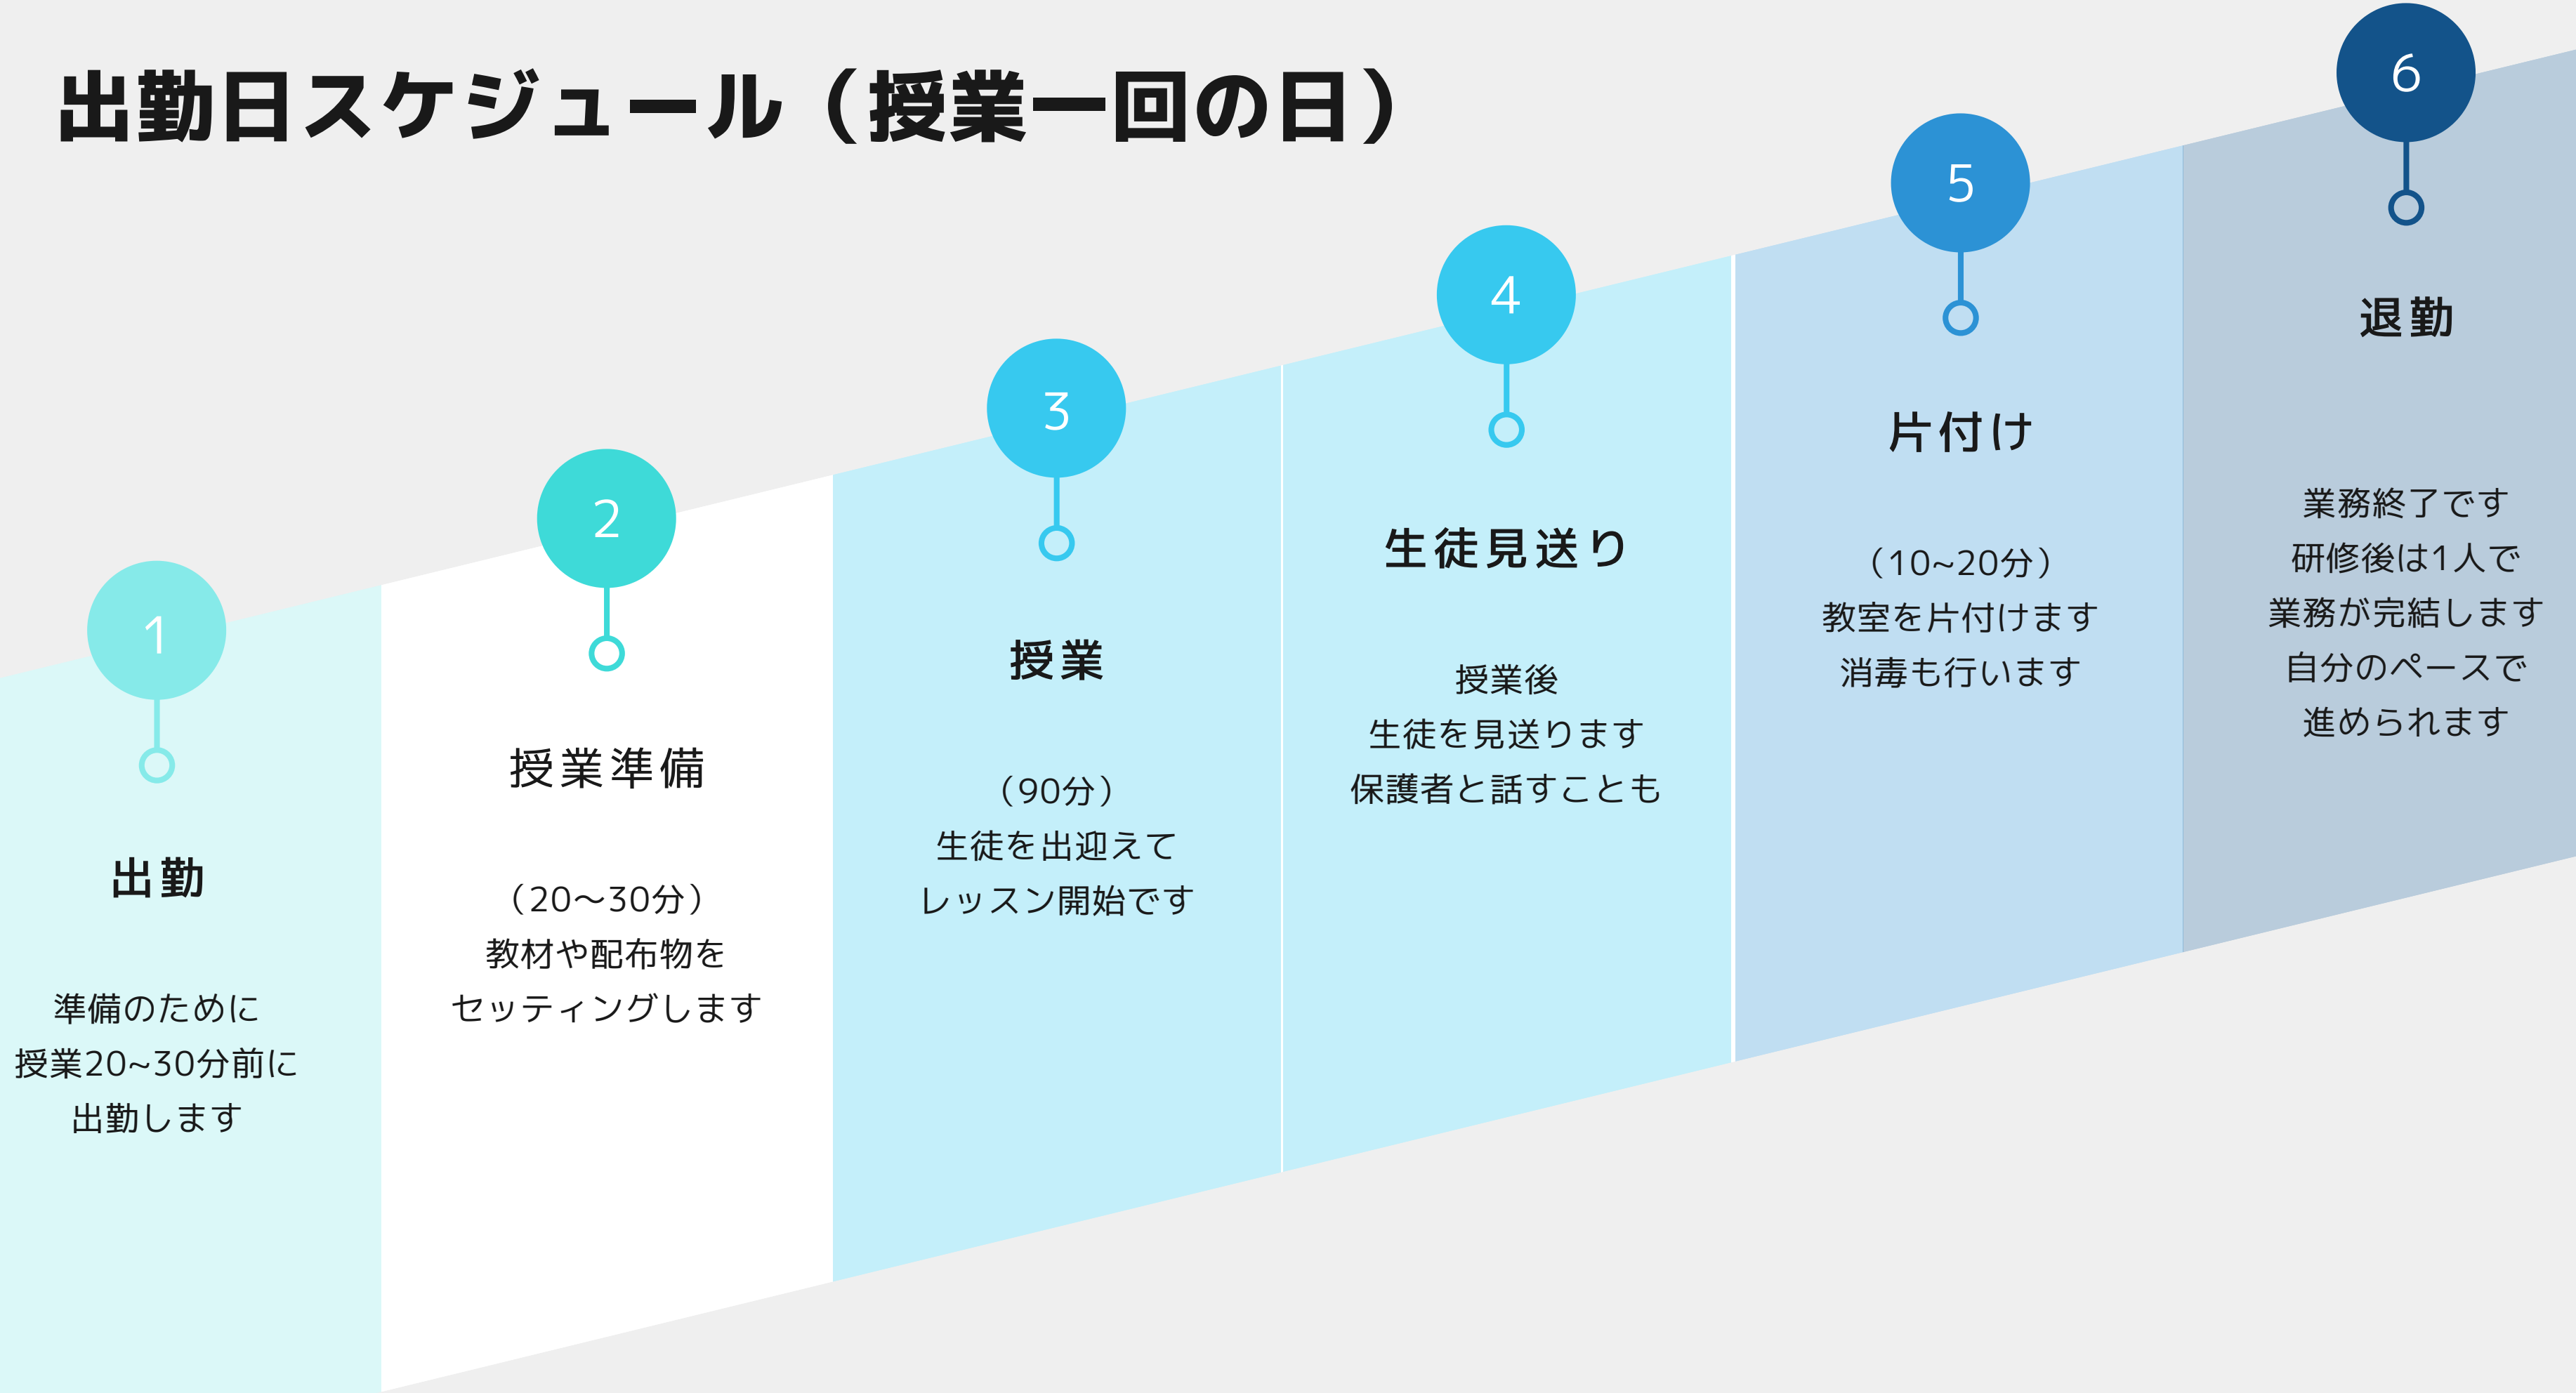 出勤日スケジュール（授業一回の日）
1
出勤
準備のために
授業20~30分前に
出勤します
2
授業準備
（20〜30分）
教材や配布物を
セッティングします
3
授業
（90分）
生徒を出迎えて
レッスン開始です
4
生徒見送り
授業後
生徒を見送ります
保護者と話すことも
5
片付け
（10~20分）
教室を片付けます
消毒も行います
6
退勤
業務終了です
研修後は1人で
業務が完結します
自分のペースで
進められます